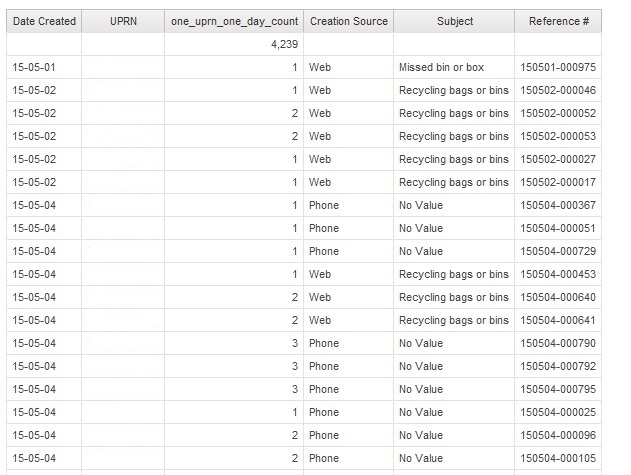 Date Created UPRN one_uprn_one_day_count Creation Source Subject Reference #
4,239
15-05-01 1 Web Missed bin or box 150501-000975
15-05-02 1 Web Recycling bags or bins 150502-000046
15-05-02 2 Web Recycling bags or bins 150502-000052
15-05-02 2 Web Recycling bags or bins 150502-000053
15-05-02 1 Web Recycling bags or bins 150502-000027
15-05-02 1 Web Recycling bags or bins 150502-000017
15-05-04 1 Phone No Value 150504-000367
15-05-04 1 Phone No Value 150504-000051
15-05-04 1 Phone No Value 150504-000729
15-05-04 1 Web Recycling bags or bins 150504-000453
15-05-04 2 Web Recycling bags or bins 150504-000640
15-05-04 2 Web Recycling bags or bins 150504-000641
15-05-04 3 Phone No Value 150504-000790
15-05-04 3 Phone No Value 150504-000792
15-05-04 3 Phone No Value 150504-000795
15-05-04 1 Phone No Value 150504-000025
15-05-04 2 Phone No Value 150504-000096
15-05-04 2 Phone No Value 150504-000105